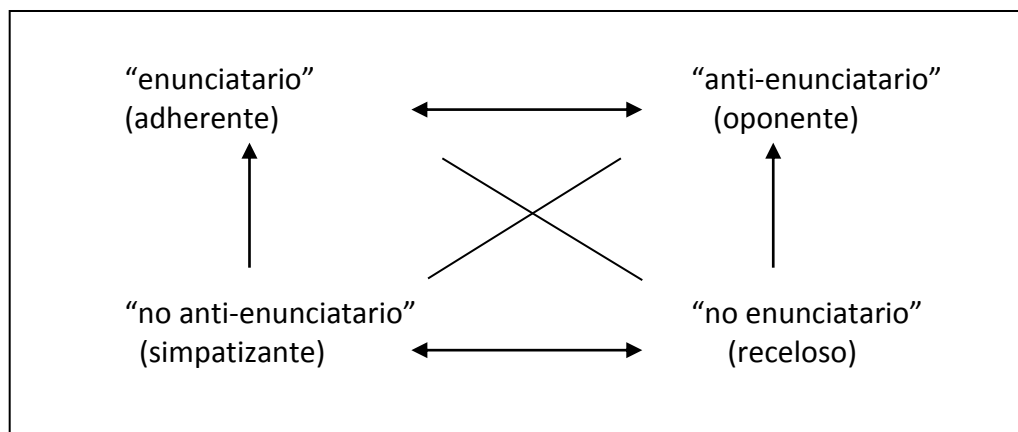 “enunciatario” “anti-enunciatario”
(adherente) (oponente)
“no anti-enunciatario” “no enunciatario”
(simpatizante) (receloso)